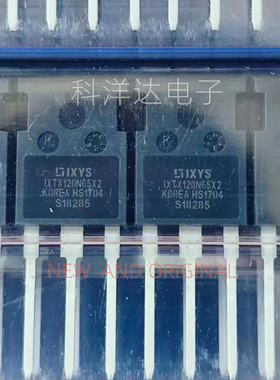 科洋达电子
IXYS
IXTX120N65X2
KOREA HS1704
S18285
IXYS
IXTX120N65X2
KOREA HS1704
S18285
NEW AND ORIGINAL